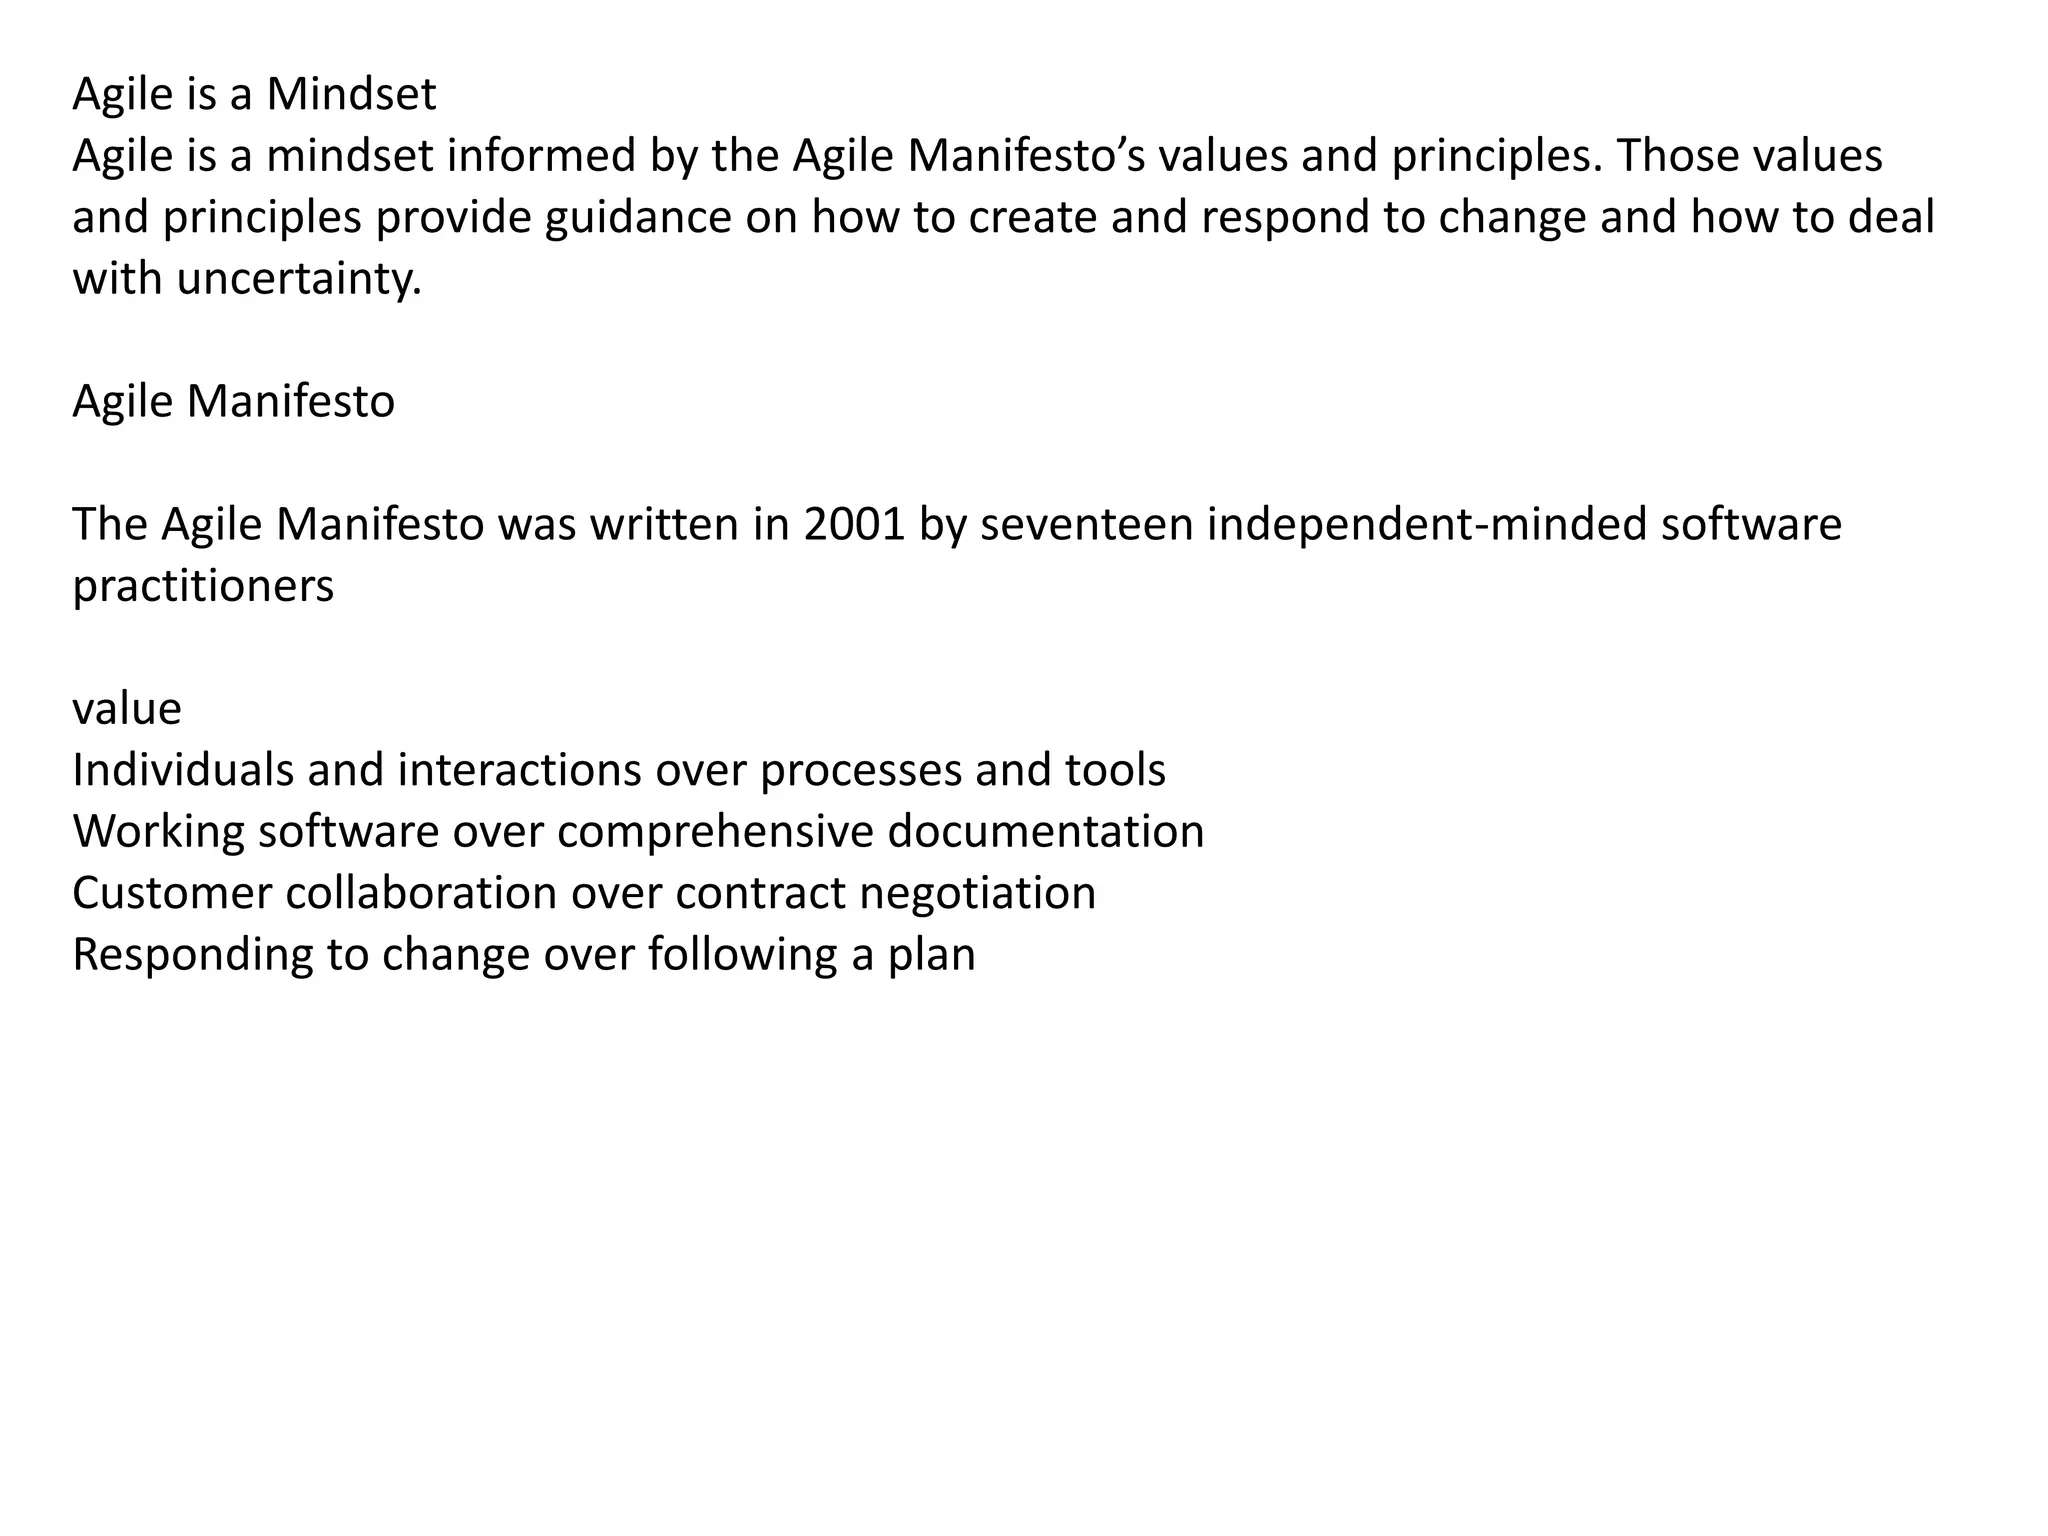 Agile is a Mindset
Agile is a mindset informed by the Agile Manifesto’s values and principles. Those values
and principles provide guidance on how to create and respond to change and how to deal
with uncertainty.
Agile Manifesto
The Agile Manifesto was written in 2001 by seventeen independent-minded software
practitioners
value
Individuals and interactions over processes and tools
Working software over comprehensive documentation
Customer collaboration over contract negotiation
Responding to change over following a plan